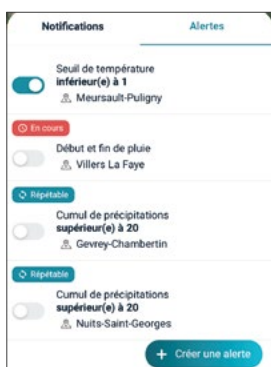 Notifications Alertes
Seuil de température
inférieur(e) à 1
Meursault-Puligny
En cours
Début et fin de pluie
Villers La Faye
Répétable
Cumul de précipitations
supérieur(e) à 20
Gevrey-Chambertin
Répétable
Cumul de précipitations
supérieur(e) à 20
Nuits-Saint-Georges
+ Créer une alerte